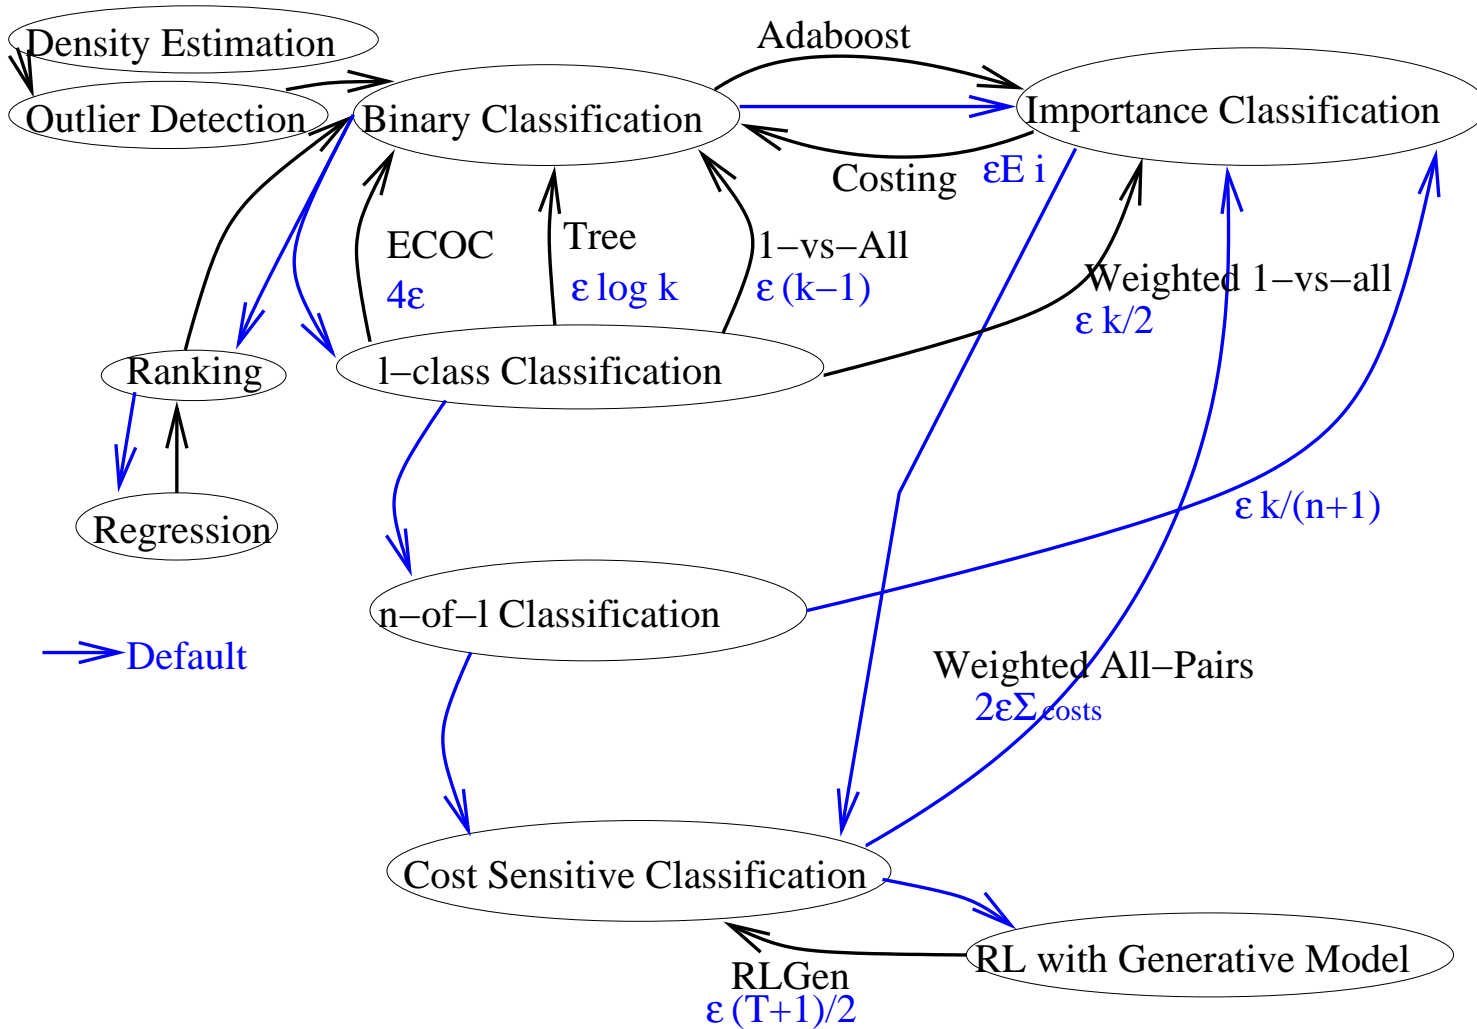 Density Estimation
Adaboost
Outlier Detection
Binary Classification
Importance Classification
Costing
εE i
ECOC
4ε
Tree
ε log k
1−vs−All
ε (k−1)
Weighted 1−vs−all
ε k/2
Ranking
l−class Classification
Regression
ε k/(n+1)
n−of−l Classification
Default
Weighted All−Pairs
2εΣ costs
Cost Sensitive Classification
RL with Generative Model
RLGen
ε (T+1)/2